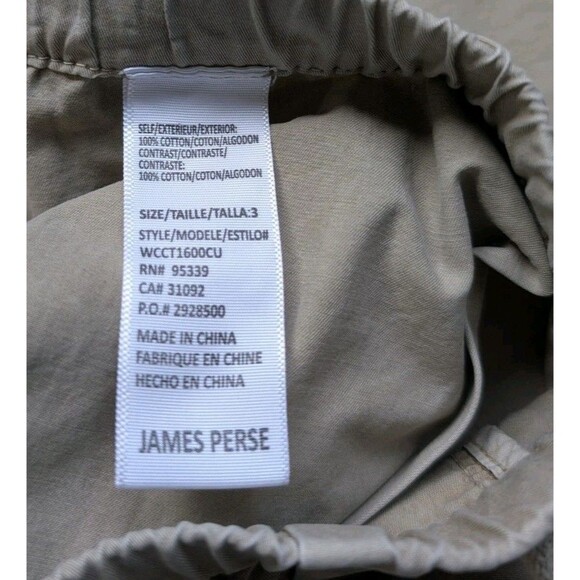 SELF/EXTERIEUR/EXTERIOR:
100% COTTON/COTON/ALGODON
CONTRAST/CONTRASTE/
CONTRASTE:
100% COTTON/COTON/ALGODON
SIZE/TAILLE/TALLA:3
STYLE/MODELE/ESTILO#
WCCT1600CU
RN# 95339
CA# 31092
P.O.# 2928500
MADE IN CHINA
FABRIQUE EN CHINE
HECHO EN CHINA
JAMES PERSE